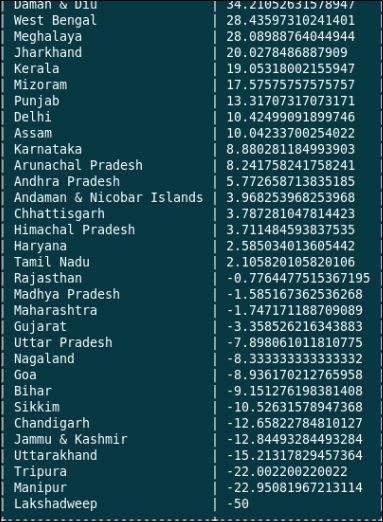 Daman & Diu | 34.21052631578947
West Bengal | 28.43597310241401
Meghalaya | 28.08988764044944
Jharkhand | 20.0278486887909
Kerala | 19.05318002155947
Mizoram | 17.575757575757
Punjab | 13.31707317073171
Delhi | 10.42499091899746
Assam | 10.04233700254022
Karnataka | 8.880281184993903
Arunachal Pradesh | 8.241758241758241
Andhra Pradesh | 5.772658713835185
Andaman & Nicobar Islands | 3.968253968253968
Chhattisgarh | 3.787281047814423
Himachal Pradesh | 3.711484593837535
Haryana | 2.585034013605442
Tamil Nadu | 2.105820105820106
Rajasthan | -0.7764477515367195
Madhya Pradesh | -1.585167362536268
Maharashtra | -1.747171188709089
Gujarat | -3.358526216343883
Uttar Pradesh | -7.898061011810775
Nagaland | -8.333333333333332
Goa | -8.936170212765958
Bihar | -9.151276198381408
Sikkim | -10.52631578947368
Chandigarh | -12.65822784810127
Jammu & Kashmir | -12.84493284493284
Uttarakhand | -15.21317829457364
Tripura | -22.002200220022
Manipur | -22.95081967213114
Lakshadweep | -50